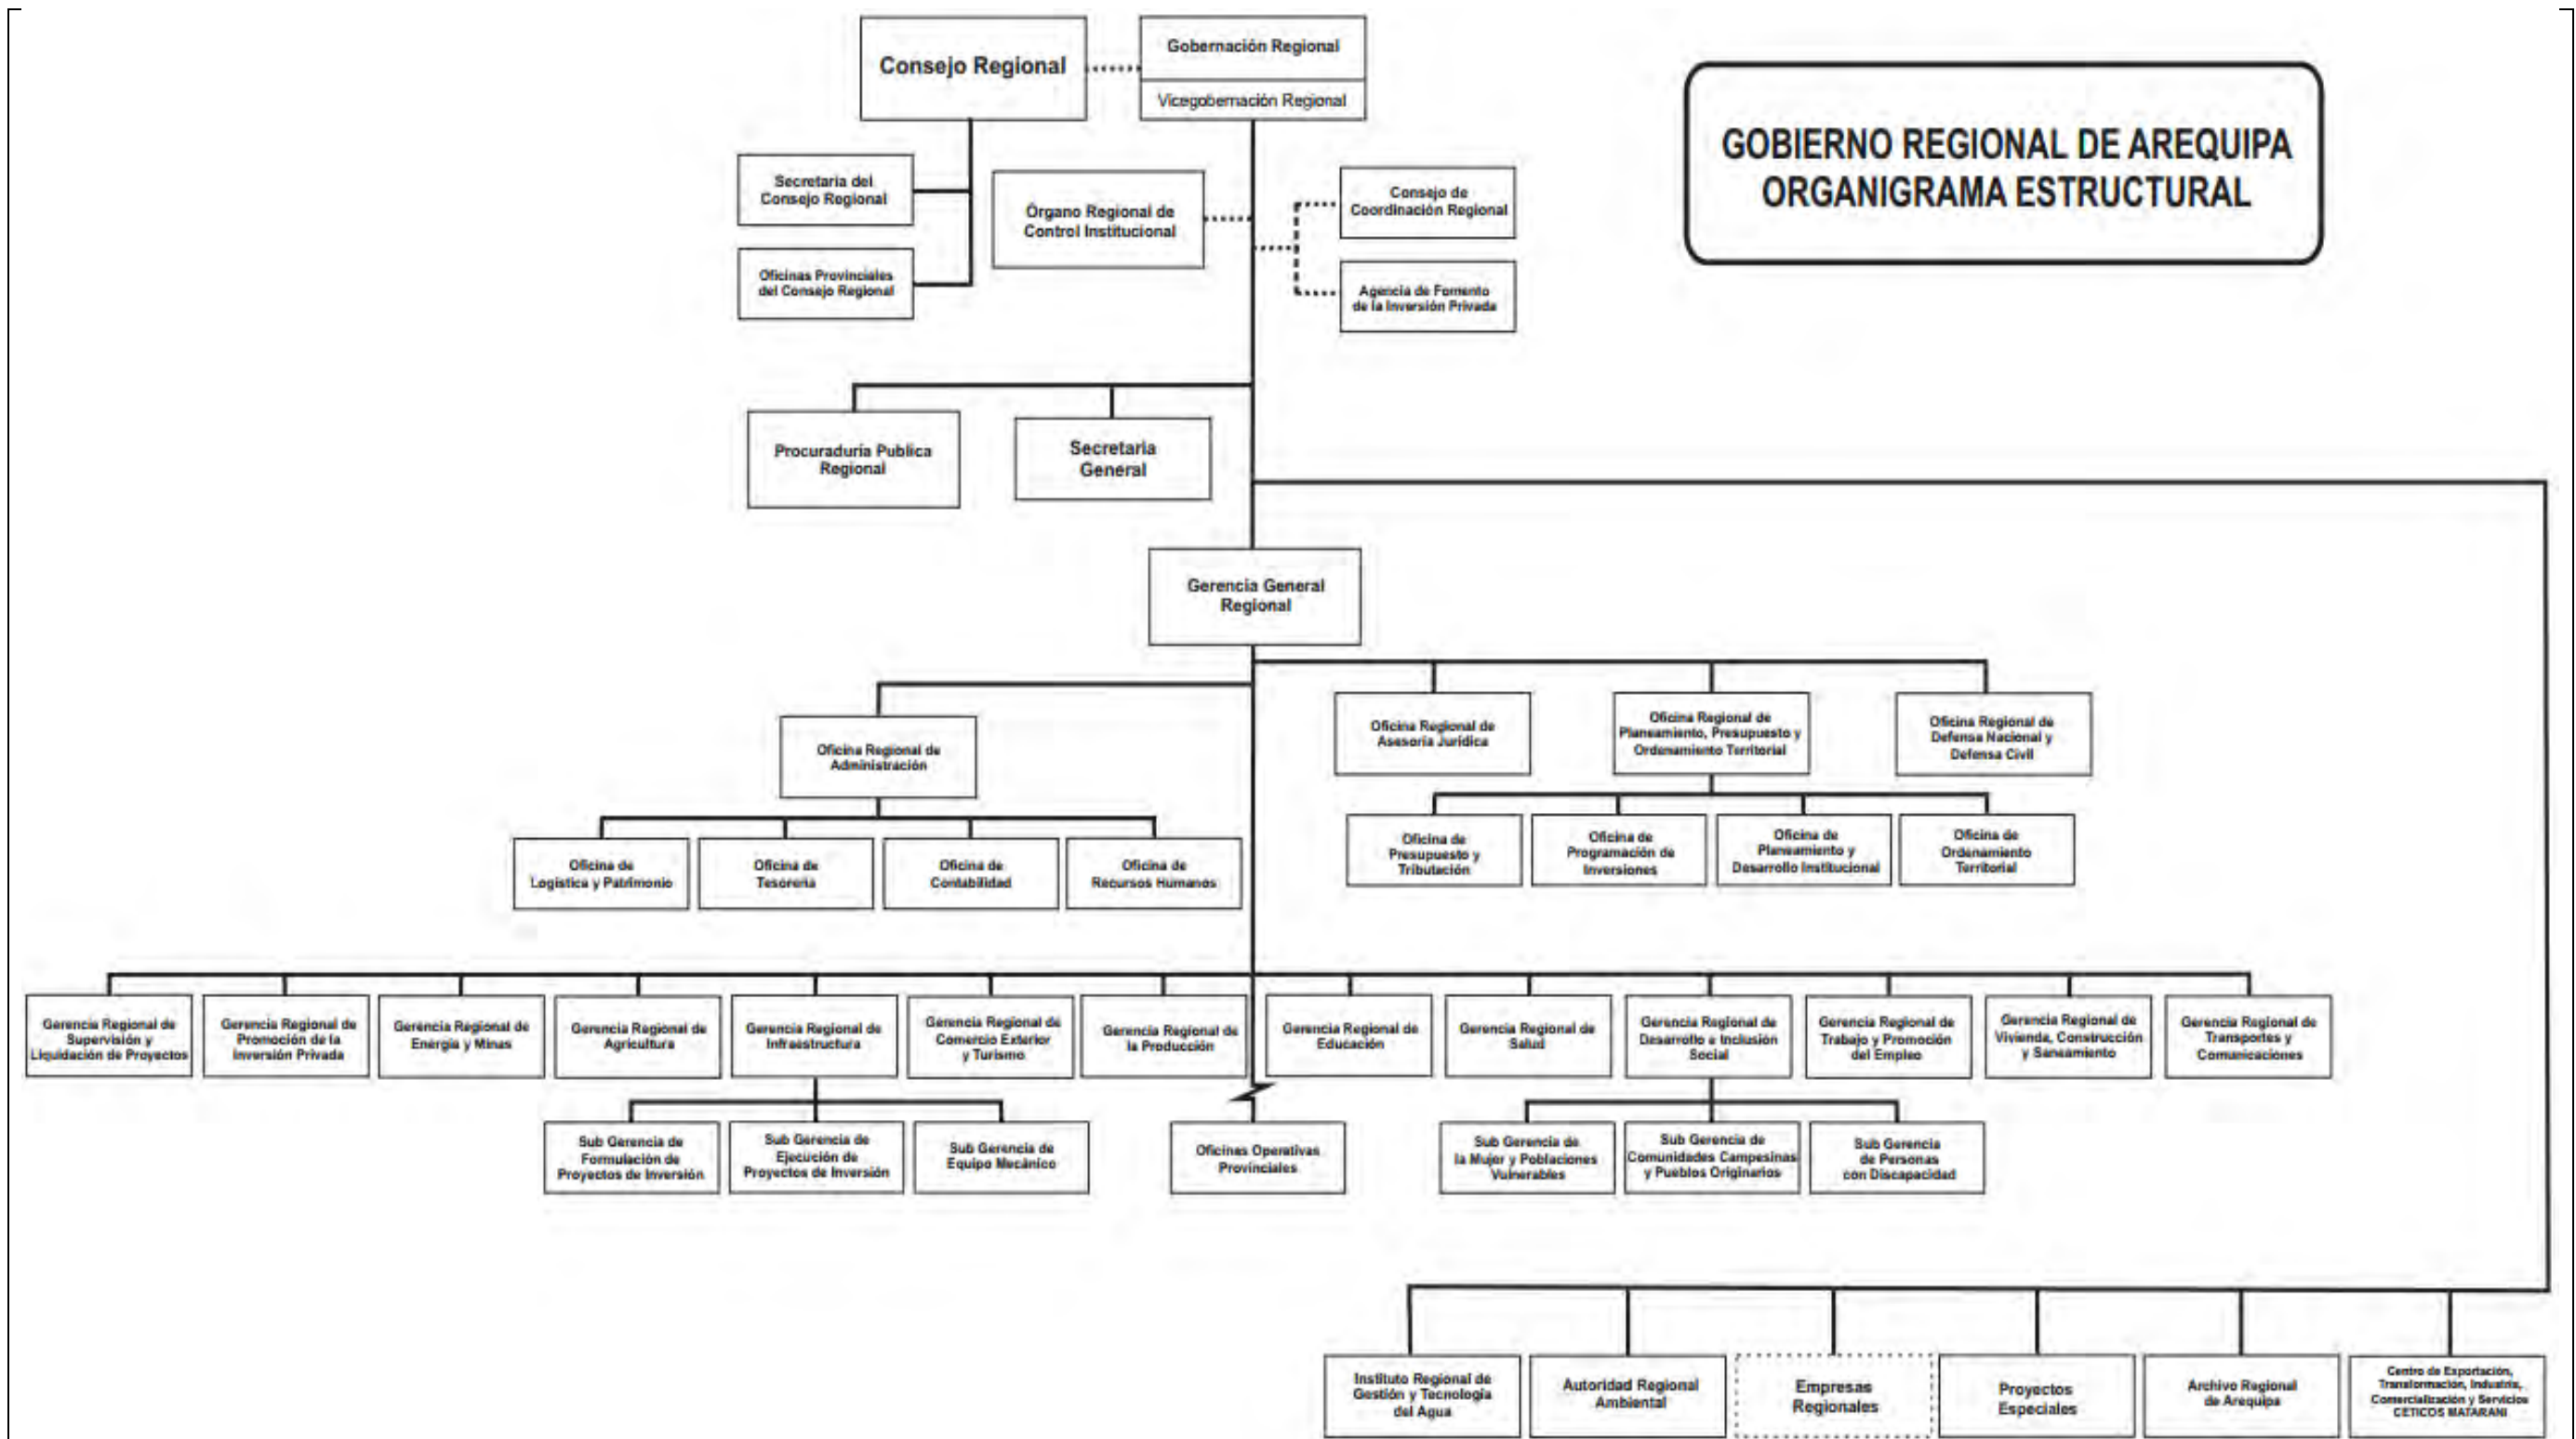 Consejo Regional
Gobernación Regional
Vicegobernación Regional
GOBIERNO REGIONAL DE AREQUIPA
ORGANIGRAMA ESTRUCTURAL
Secretaria del
Consejo Regional
Oficinas Provinciales
del Consejo Regional
Órgano Regional de
Control Institucional
Consejo de
Coordinación Regional
Agencia de Fomento
de la Inversión Privada
Procuraduría Publica
Regional
Secretaria
General
Gerencia General
Regional
Oficina Regional de
Administración
Oficina Regional de
Asesoría Jurídica
Oficina Regional de
Planeamiento, Presupuesto y
Ordenamiento Territorial
Oficina Regional de
Defensa Nacional y
Defensa Civil
Oficina de
Logística y Patrimonio
Oficina de
Tesorería
Oficina de
Contabilidad
Oficina de
Recursos Humanos
Oficina de
Presupuesto y
Tributación
Oficina de
Programación de
Inversiones
Oficina de
Planeamiento y
Desarrollo Institucional
Oficina de
Ordenamiento
Territorial
Gerencia Regional de
Supervisión y
Liquidación de Proyectos
Gerencia Regional de
Promoción de la
Inversión Privada
Gerencia Regional de
Energía y Minas
Gerencia Regional de
Agricultura
Gerencia Regional de
Infraestructura
Gerencia Regional de
Comercio Exterior
y Turismo
Gerencia Regional de
la Producción
Gerencia Regional de
Educación
Gerencia Regional de
Salud
Gerencia Regional de
Desarrollo e Inclusión
Social
Gerencia Regional de
Trabajo y Promoción
del Empleo
Gerencia Regional de
Vivienda, Construcción
y Saneamiento
Gerencia Regional de
Transportes y
Comunicaciones
Sub Gerencia de
Formulación de
Proyectos de Inversión
Sub Gerencia de
Ejecución de
Proyectos de Inversión
Sub Gerencia de
Equipo Mecánico
Oficinas Operativas
Provinciales
Sub Gerencia de
la Mujer y Poblaciones
Vulnerables
Sub Gerencia de
Comunidades Campesinas
y Pueblos Originarios
Sub Gerencia
de Personas
con Discapacidad
Instituto Regional de
Gestión y Tecnología
del Agua
Autoridad Regional
Ambiental
Empresas
Regionales
Proyectos
Especiales
Archivo Regional
de Arequipa
Centro de Exportación,
Transformación, Industria,
Comercialización y Servicios
CETICOS MATARANI